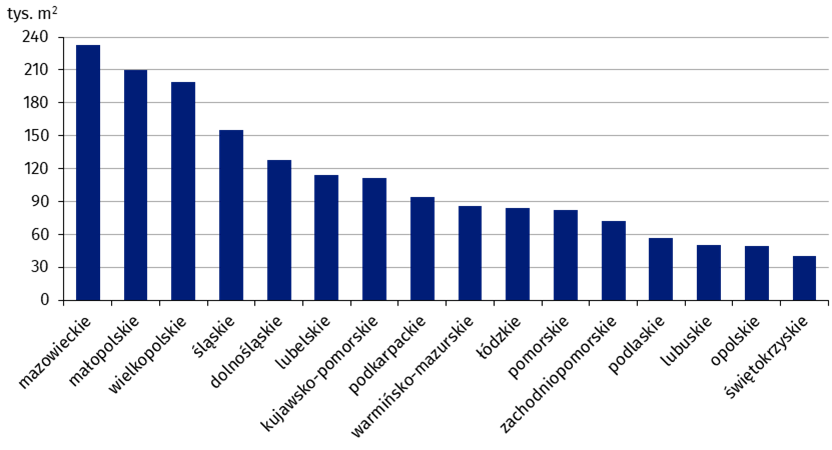 tys. m²
240
210
180
150
120
90
60
30
0
mazowieckie
małopolskie
wielkopolskie
śląskie
dolnośląskie
lubelskie
kujawsko-pomorskie
podkarpackie
warmińsko-mazurskie
łódzkie
pomorskie
zachodniopomorskie
podlaskie
lubuskie
opolskie
świętokrzyskie